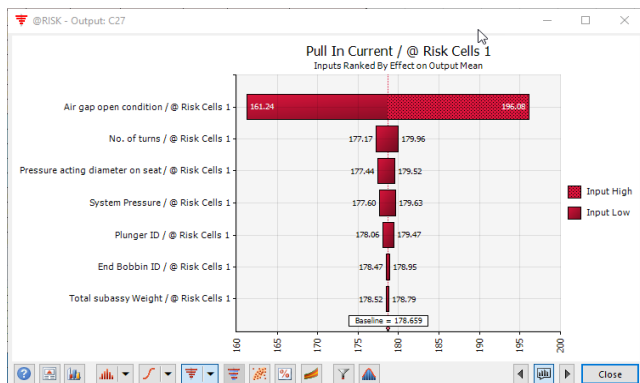 @RISK - Output: C27
Pull In Current / @ Risk Cells 1
Inputs Ranked By Effect on Output Mean
Air gap open condition / @ Risk Cells 1
161.24
196.08
No. of turns / @ Risk Cells 1
177.17
179.96
Pressure acting diameter on seat / @ Risk Cells 1
177.44
179.52
System Pressure / @ Risk Cells 1
177.60
179.63
Plunger ID / @ Risk Cells 1
178.06
179.47
End Bobbin ID / @ Risk Cells 1
178.47
178.95
Total subassy Weight / @ Risk Cells 1
178.52
178.79
Baseline = 178.659
Input High
Input Low
160
165
170
175
180
185
190
195
200
Close